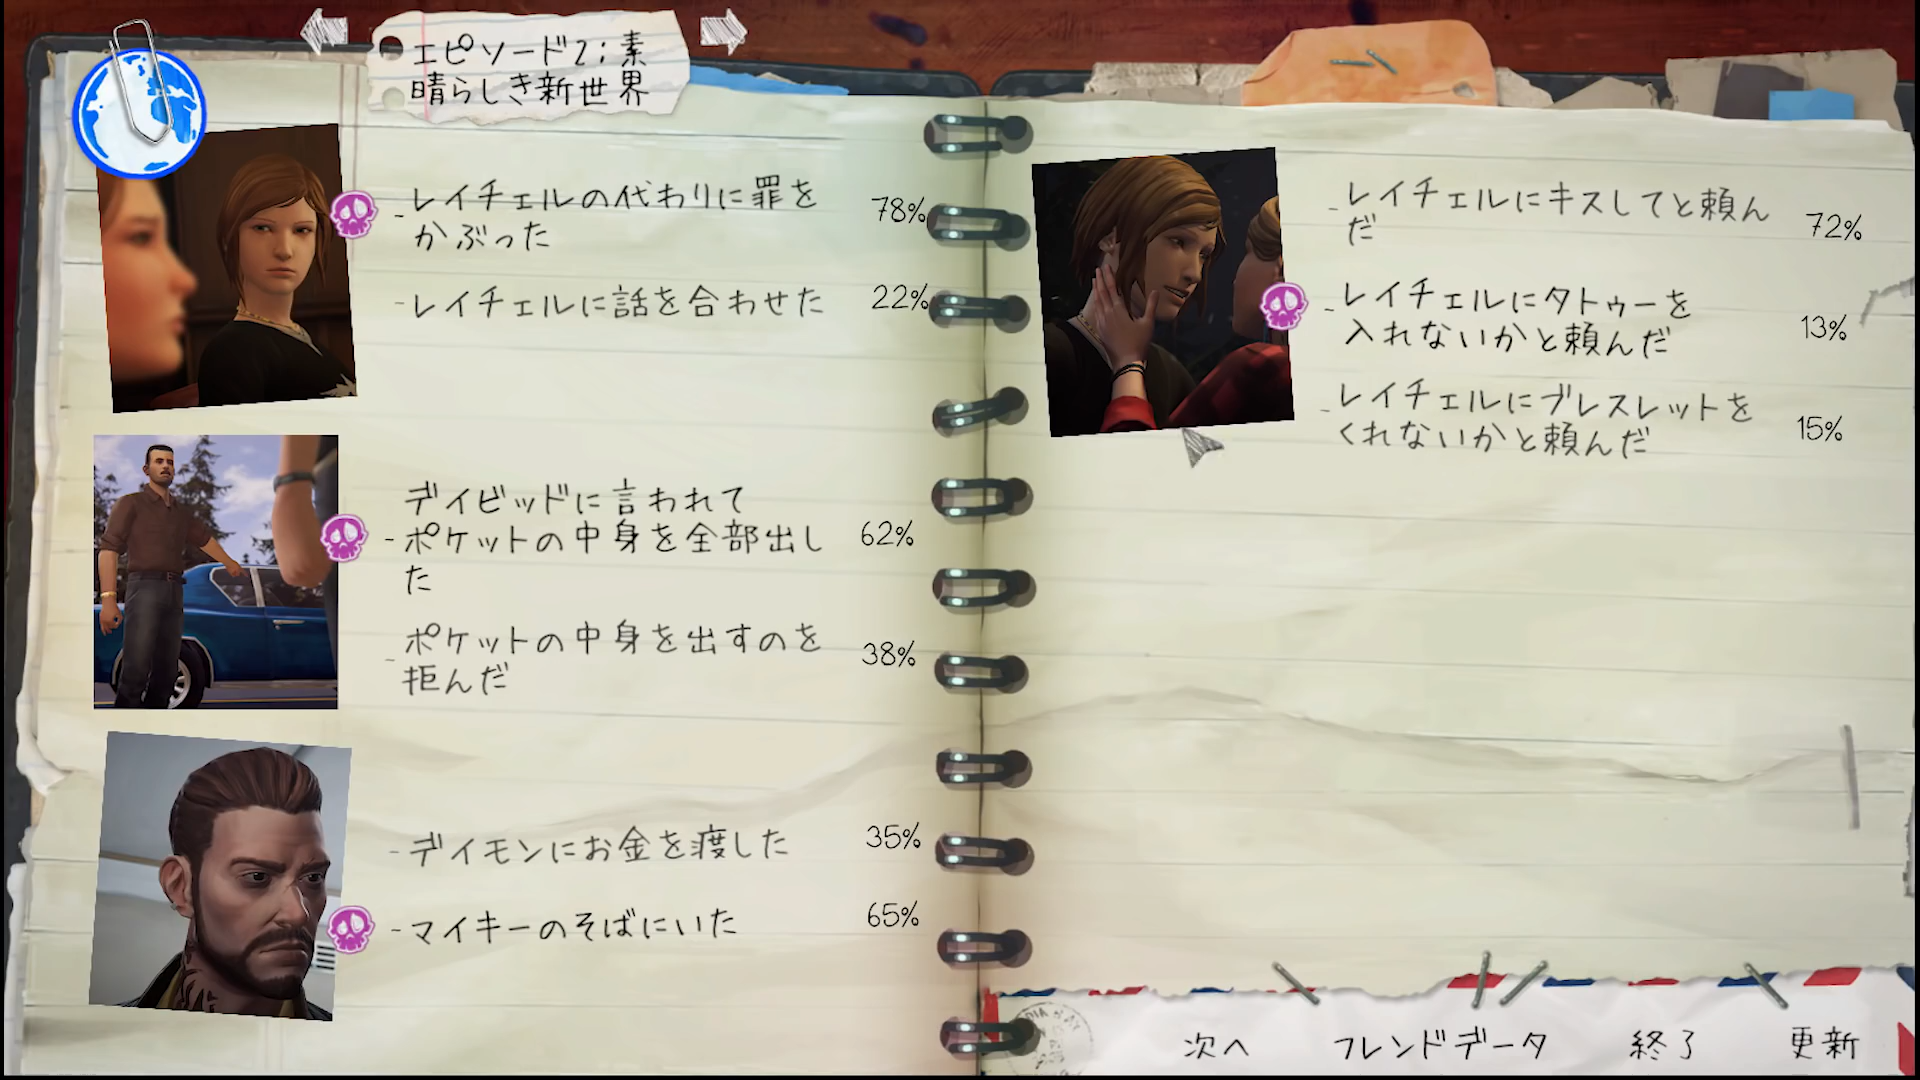 エピソード2:素
晴らしき新世界
-レイチェルの代わりに罪を
かぶった
78%
-レイチェルに話を合わせた
22%
デイビッドに言われて
-ポケットの中身を全部出し
た
62%
-ポケットの中身を出すのを
拒んだ
38%
-デイモンにお金を渡した
35%
-マイキーのそばにいた
65%
-レイチェルにキスしてと頼ん
だ
72%
-レイチェルにタトゥーを
入れないかと頼んだ
13%
-レイチェルにブレスレットを
くれないかと頼んだ
15%
次へ フレンドデータ 終了 更新